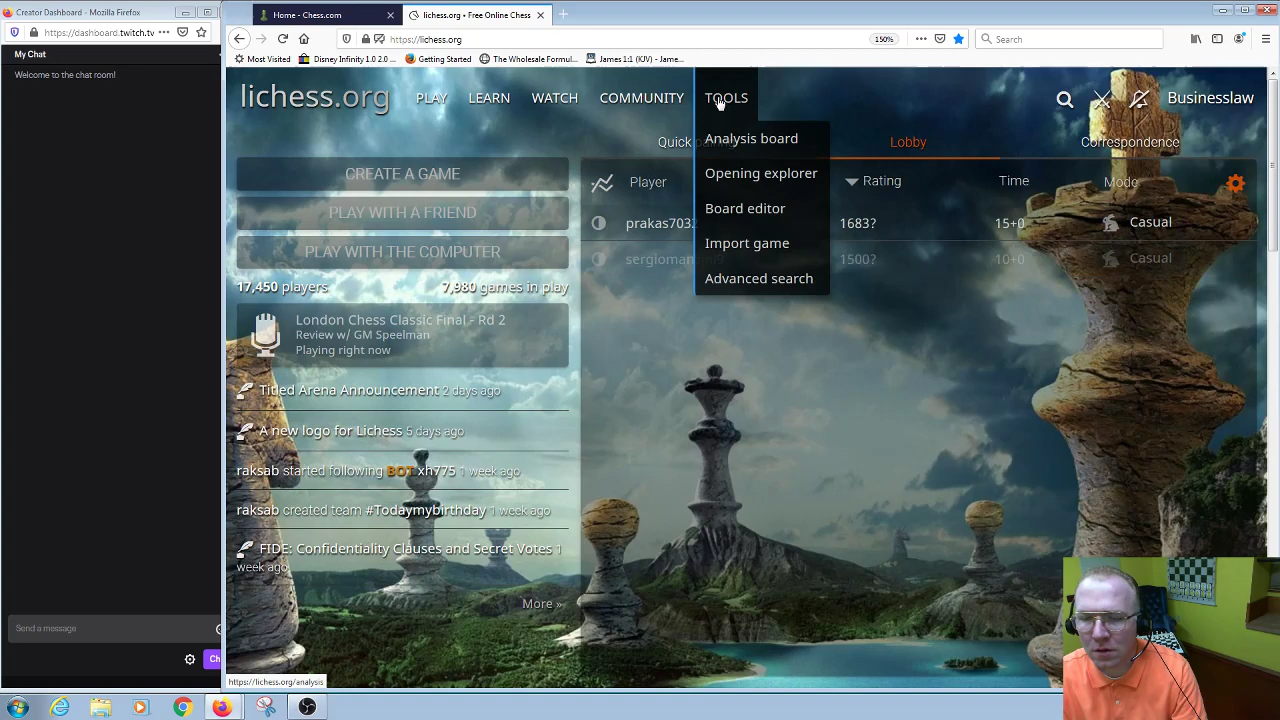 Creator Dashboard - Mozilla Firefox
https://dashboard.twitch.tv
My Chat
Welcome to the chat room!
Send a message
Ch
Home - Chess.com
lichess.org • Free Online Chess
https://lichess.org
150%
Search
Most Visited
Disney Infinity 1.0 2.0 ...
Getting Started
The Wholesale Formul...
James 1:1 (KJV) - Jame...
lichess.org
PLAY
LEARN
WATCH
COMMUNITY
TOOLS
Businesslaw
Analysis board
Opening explorer
Board editor
Import game
Advanced search
Quick pairing
Lobby
Correspondence
CREATE A GAME
PLAY WITH A FRIEND
PLAY WITH THE COMPUTER
17,450 players
7,980 games in play
London Chess Classic Final - Rd 2
Review w/ GM Speelman
Playing right now
Titled Arena Announcement 2 days ago
A new logo for Lichess 5 days ago
raksab started following BOT xh775 1 week ago
raksab created team #Todaymybirthday 1 week ago
FIDE: Confidentiality Clauses and Secret Votes 1
week ago
More »
Player
Rating
Time
Mode
1683?
15+0
Casual
1500?
10+0
Casual
https://lichess.org/analysis